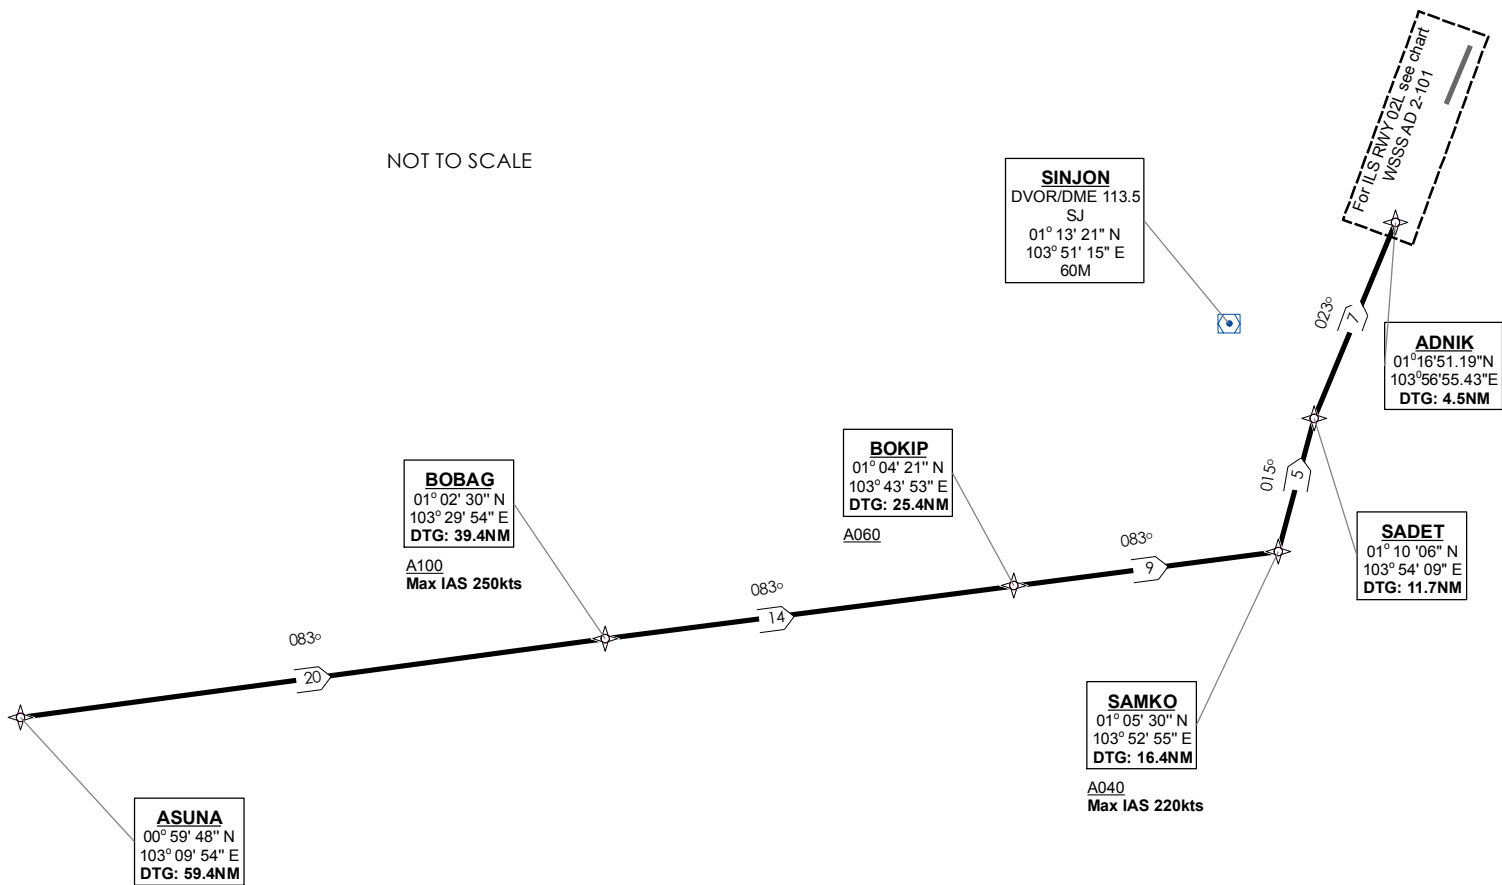 NOT TO SCALE
For ILS RWY 02L see chart
WSSS AD 2-101
SINJON
DVOR/DME 113.5
SJ
01° 13' 21" N
103° 51' 15" E
60M
023°
7
ADNIK
01°16'51.19"N
103°56'55.43"E
DTG: 4.5NM
BOBAG
01° 02' 30" N
103° 29' 54" E
DTG: 39.4NM
A100
Max IAS 250kts
BOKIP
01° 04' 21" N
103° 43' 53" E
DTG: 25.4NM
A060
015°
5
SADET
01° 10 '06" N
103° 54' 09" E
DTG: 11.7NM
083°
9
083°
14
083°
20
SAMKO
01° 05' 30" N
103° 52' 55" E
DTG: 16.4NM
A040
Max IAS 220kts
ASUNA
00° 59' 48" N
103° 09' 54" E
DTG: 59.4NM